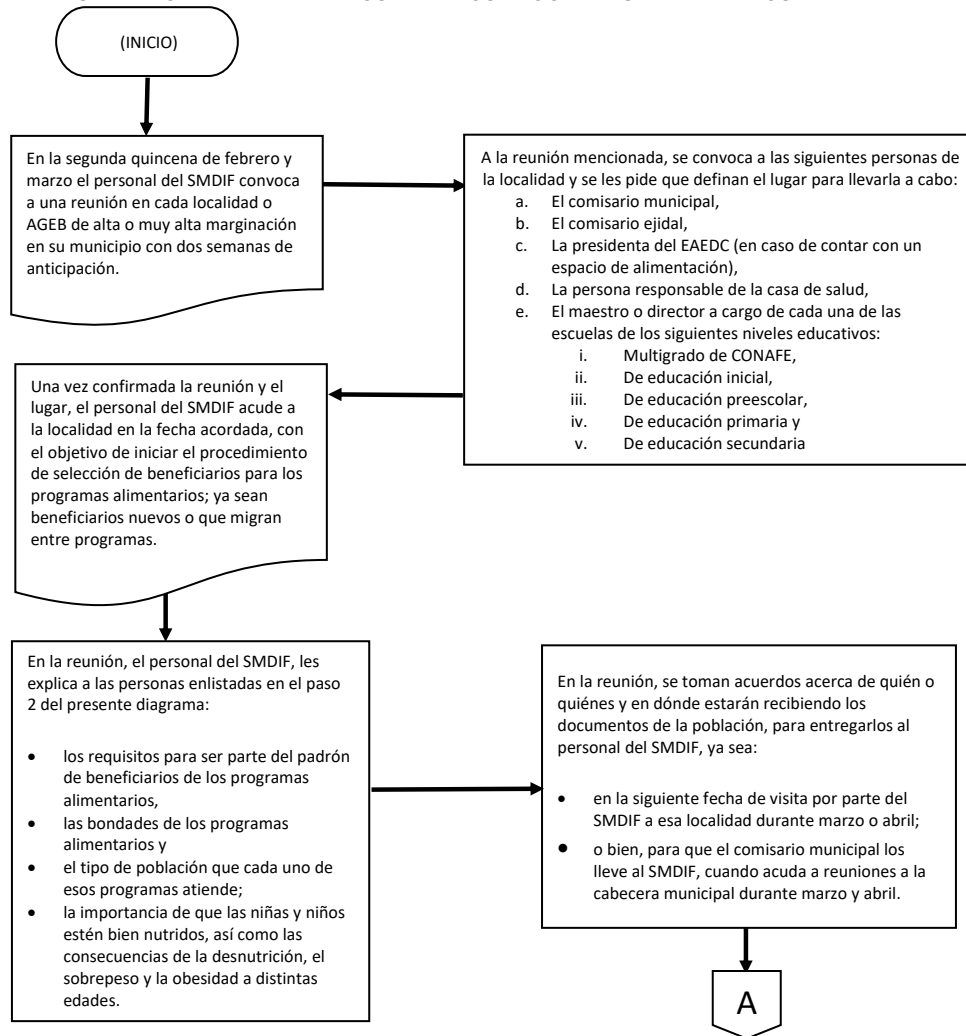 (INICIO)
En la segunda quincena de febrero y
marzo el personal del SMDIF convoca
a una reunión en cada localidad o
AGEB de alta o muy alta marginación
en su municipio con dos semanas de
anticipación.
A la reunión mencionada, se convoca a las siguientes personas de
la localidad y se les pide que definan el lugar para llevarla a cabo:
a. El comisario municipal,
b. El comisario ejidal,
c. La presidenta del EAEDC (en caso de contar con un
espacio de alimentación),
d. La persona responsable de la casa de salud,
e. El maestro o director a cargo de cada una de las
escuelas de los siguientes niveles educativos:
i. Multigrado de CONAFE,
ii. De educación inicial,
iii. De educación preescolar,
iv. De educación primaria y
v. De educación secundaria
Una vez confirmada la reunión y el
lugar, el personal del SMDIF acude a
la localidad en la fecha acordada, con
el objetivo de iniciar el procedimiento
de selección de beneficiarios para los
programas alimentarios; ya sean
beneficiarios nuevos o que migran
entre programas.
En la reunión, el personal del SMDIF, les
explica a las personas enlistadas en el paso
2 del presente diagrama:
• los requisitos para ser parte del padrón
de beneficiarios de los programas
alimentarios,
• las bondades de los programas
alimentarios y
• el tipo de población que cada uno de
esos programas atiende;
• la importancia de que las niñas y niños
estén bien nutridos, así como las
consecuencias de la desnutrición, el
sobrepeso y la obesidad a distintas
edades.
En la reunión, se toman acuerdos acerca de quién o
quiénes y en dónde estarán recibiendo los
documentos de la población, para entregarlos al
personal del SMDIF, ya sea:
• en la siguiente fecha de visita por parte del
SMDIF a esa localidad durante marzo o abril;
• o bien, para que el comisario municipal los
lleve al SMDIF, cuando acuda a reuniones a la
cabecera municipal durante marzo y abril.
A